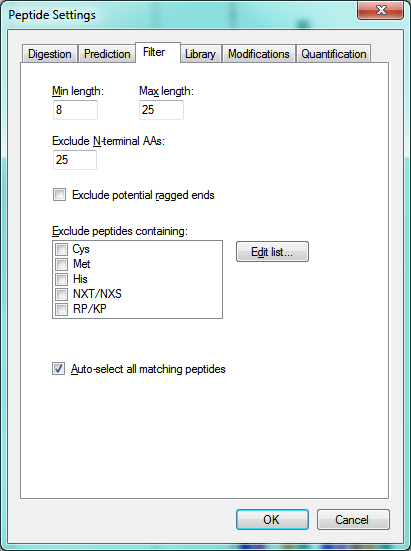 Peptide Settings
Digestion Prediction Filter Library Modifications Quantification
Min length: Max length:
8 25
Exclude N-terminal AAs:
25
Exclude potential ragged ends
Exclude peptides containing:
Cys
Met
His
NXT/NXS
RP/KP
Edit list...
Auto-select all matching peptides
OK Cancel